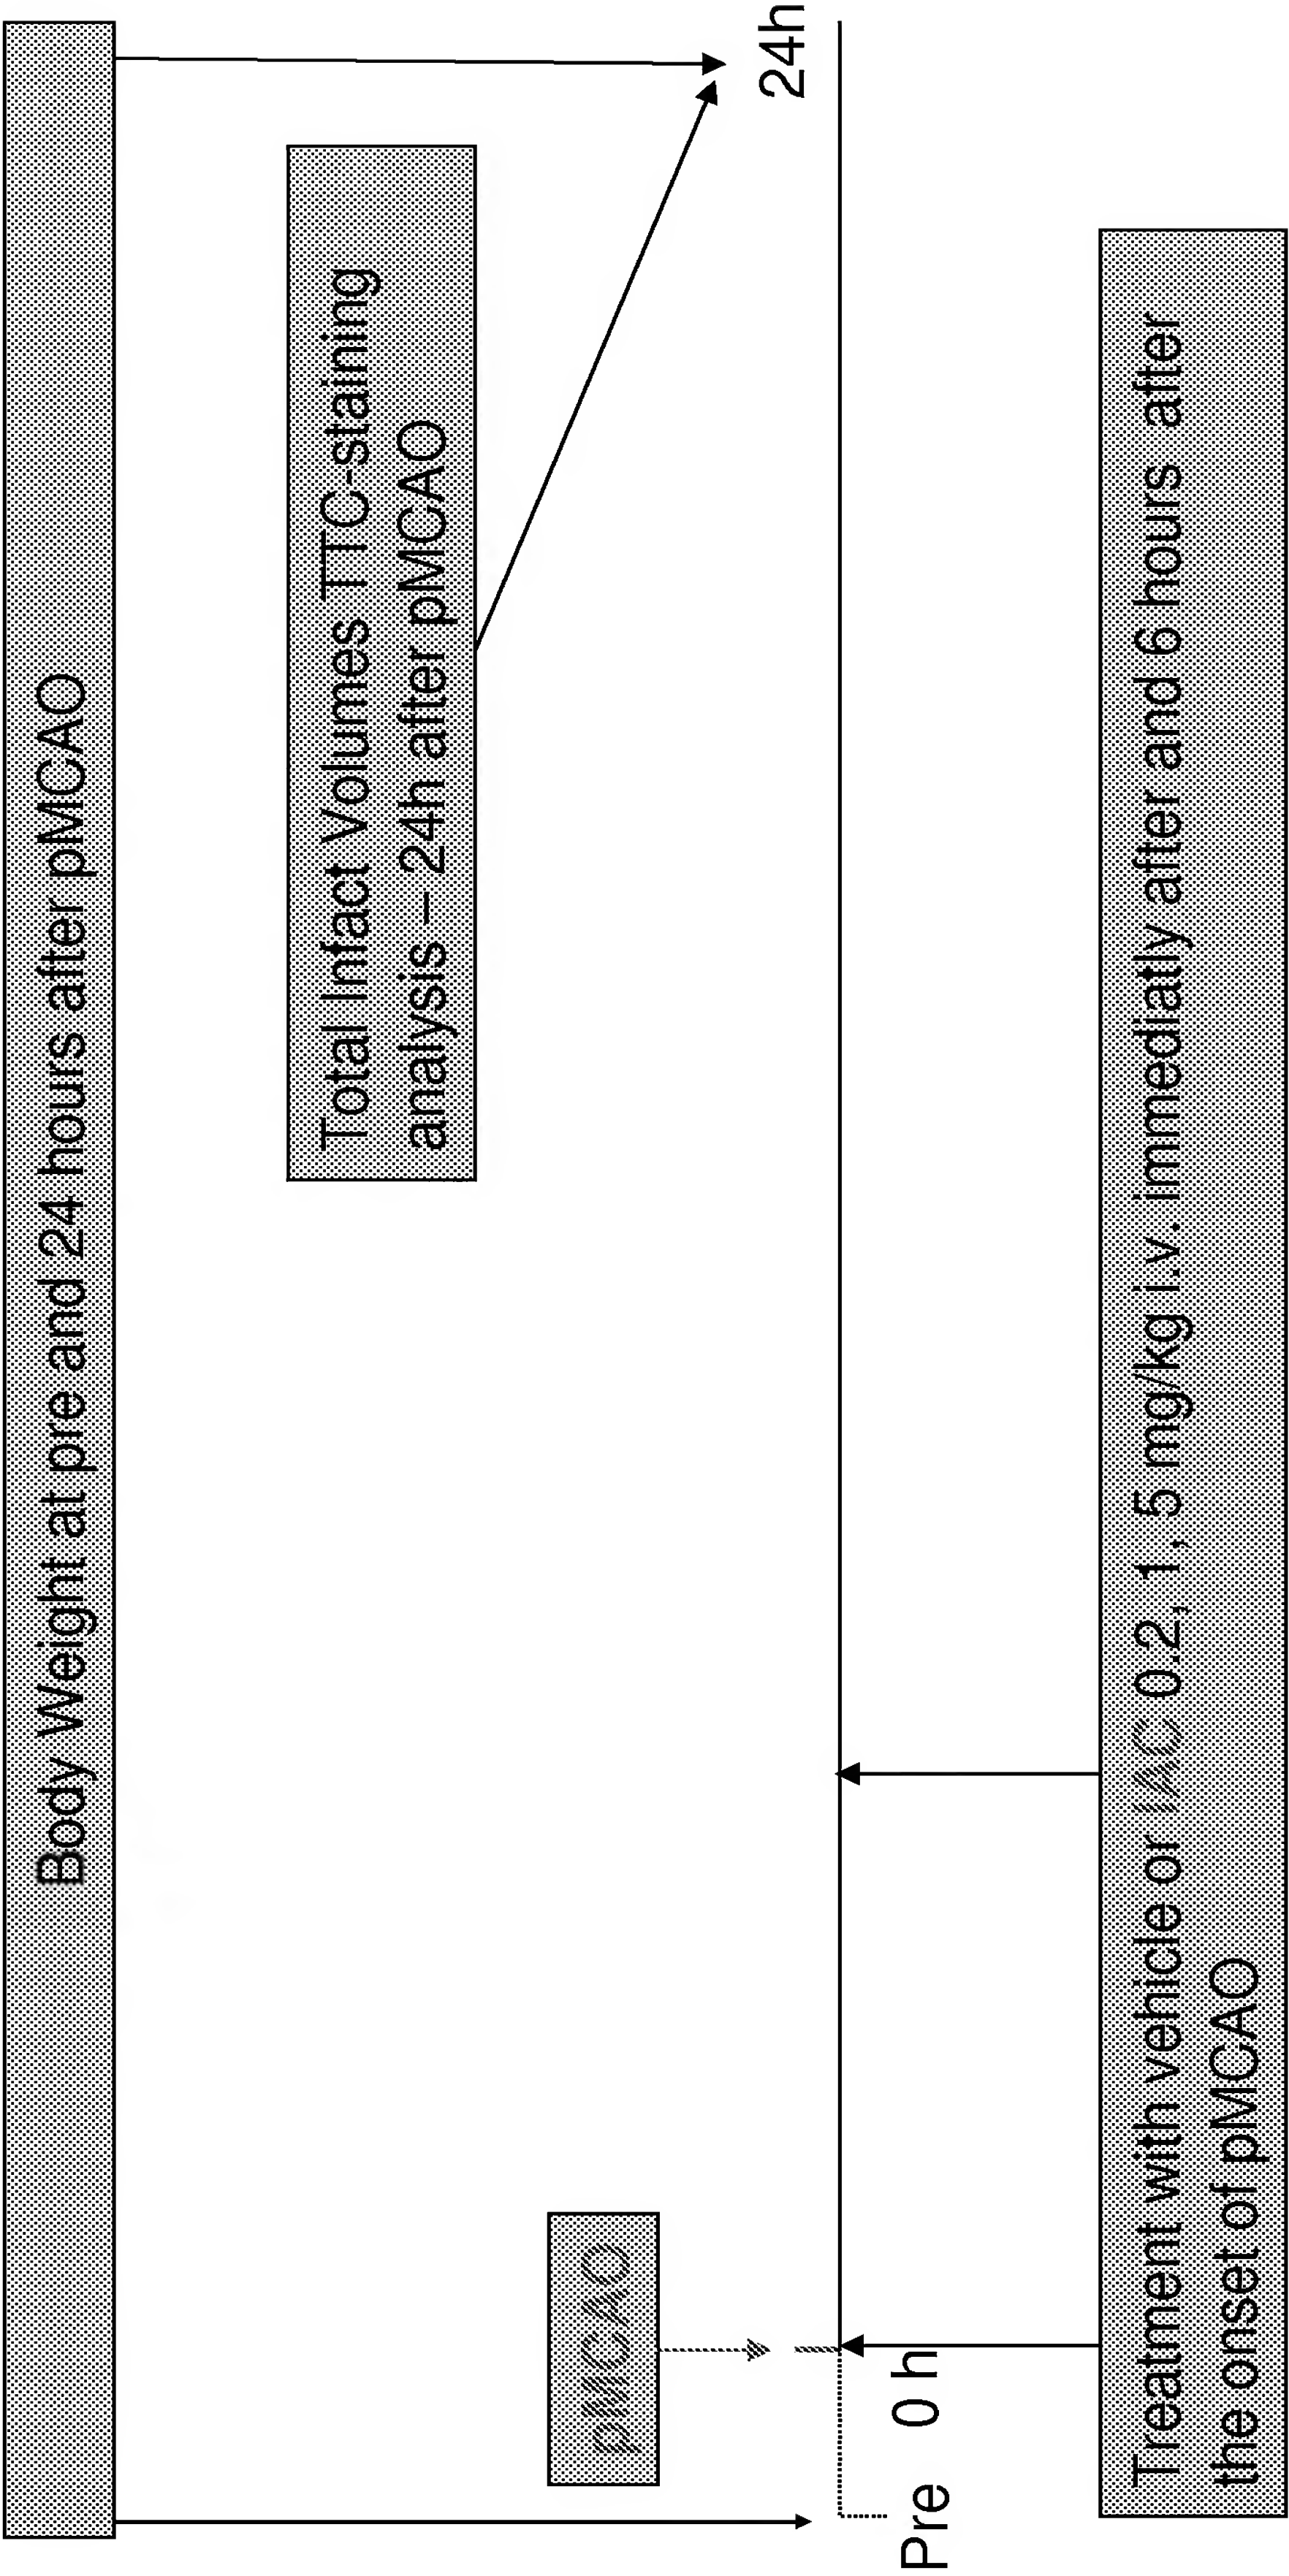 Body Weight at pre and 24 hours after pMCAO
Total Infact Volumes TTC-staining
analysis – 24h after pMCAO
pMCAO
24h
Pre 0 h
Treatment with vehicle or IAC 0.2, 1, 5 mg/kg i.v. immediatly after and 6 hours after
the onset of pMCAO